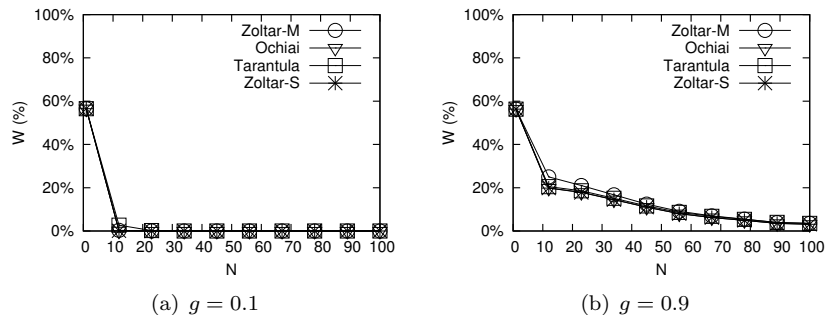 100%
80%
60%
40%
20%
0%
W (%)
0 10 20 30 40 50 60 70 80 90 100
N
Zoltar-M
Ochiai
Tarantula
Zoltar-S
(a) g = 0.1
100%
80%
60%
40%
20%
0%
W (%)
0 10 20 30 40 50 60 70 80 90 100
N
Zoltar-M
Ochiai
Tarantula
Zoltar-S
(b) g = 0.9